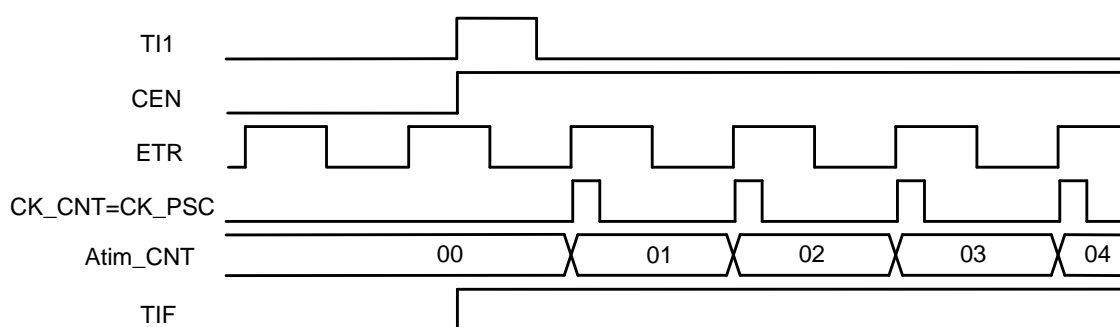 TI1
CEN
ETR
CK_CNT=CK_PSC
Atim_CNT 00 01 02 03 04
TIF